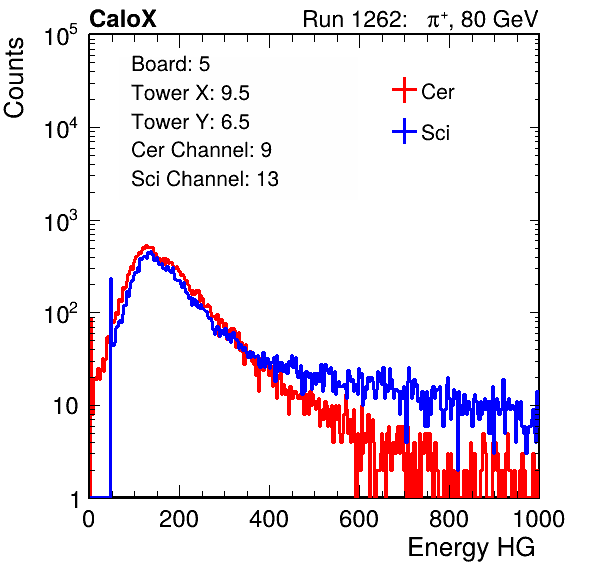 CaloX Run 1262: π⁺, 80 GeV
Counts
Board: 5
Tower X: 9.5
Tower Y: 6.5
Cer Channel: 9
Sci Channel: 13
Cer
Sci
10⁵
10⁴
10³
10²
10
1
0 200 400 600 800 1000
Energy HG